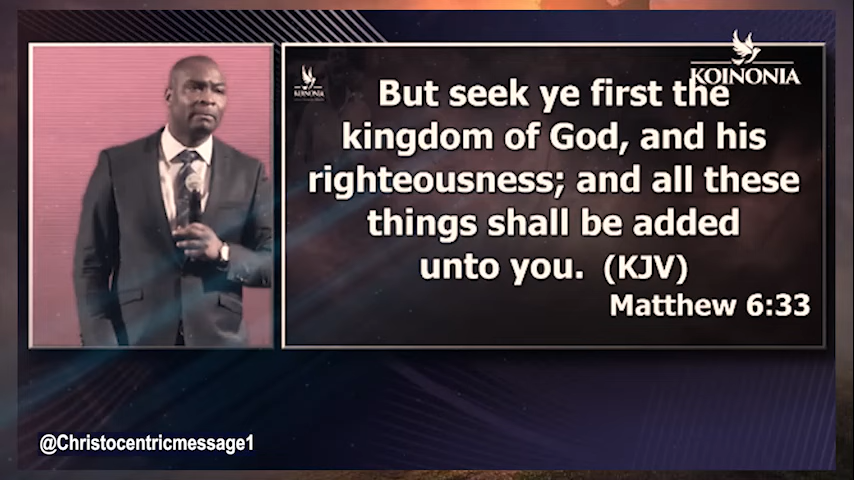 KOINONIA
KOINONIA
But seek ye first the
kingdom of God, and his
righteousness; and all these
things shall be added
unto you. (KJV)
Matthew 6:33
@Christocentricmessage1